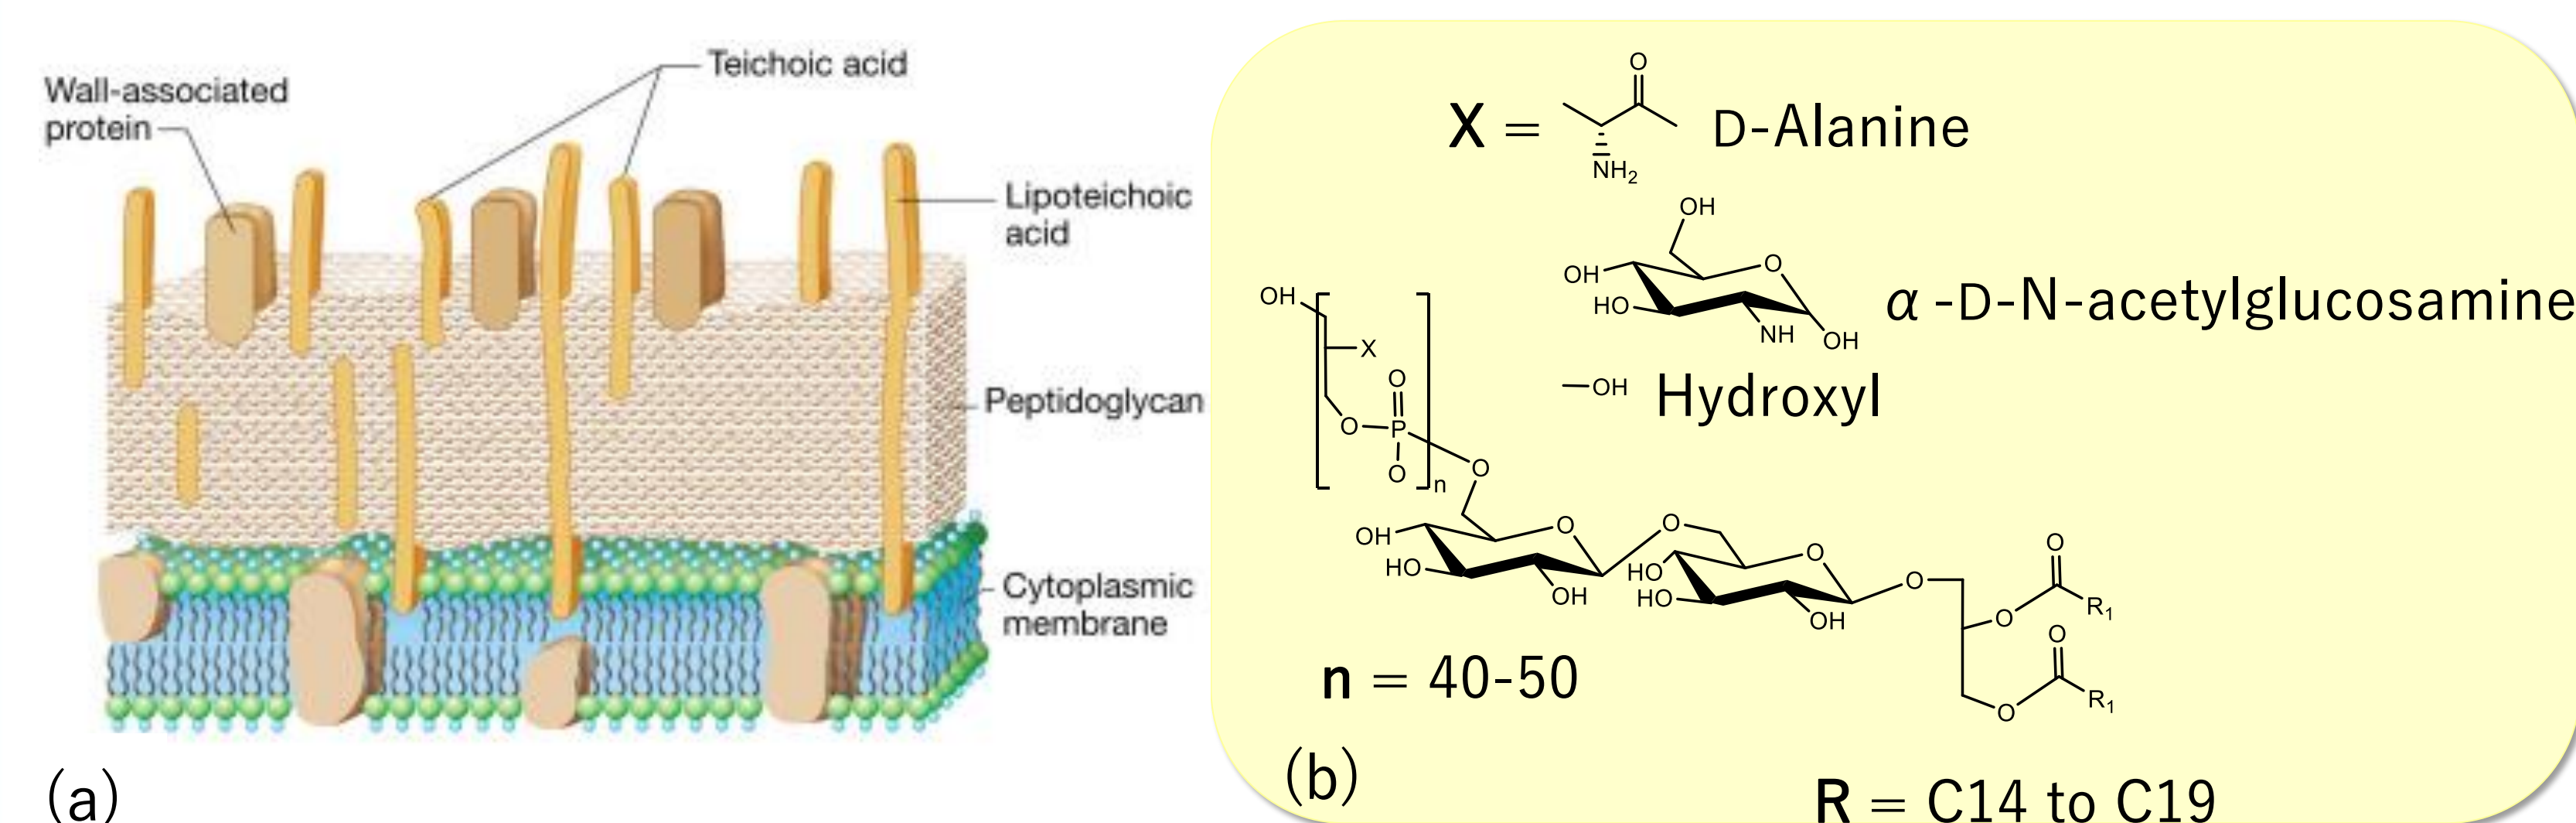 Wall-associated
protein
Teichoic acid
Lipoteichoic
acid
Peptidoglycan
Cytoplasmic
membrane
(a)
O
X = D-Alanine
NH2
OH
O
OH
HO
NH
OH
α-D-N-acetylglucosamine
OH Hydroxyl
OH
X
O
O
P
O
n
O
OH
O
HO
OH
O
O
HO
HO
OH
O
O
O
R1
O
O
R1
n = 40-50
(b)
R = C14 to C19